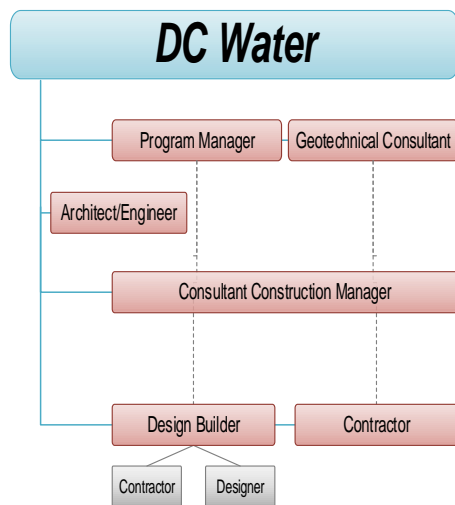 DC Water
Program Manager
Geotechnical Consultant
Architect/Engineer
Consultant Construction Manager
Design Builder
Contractor
Contractor
Designer